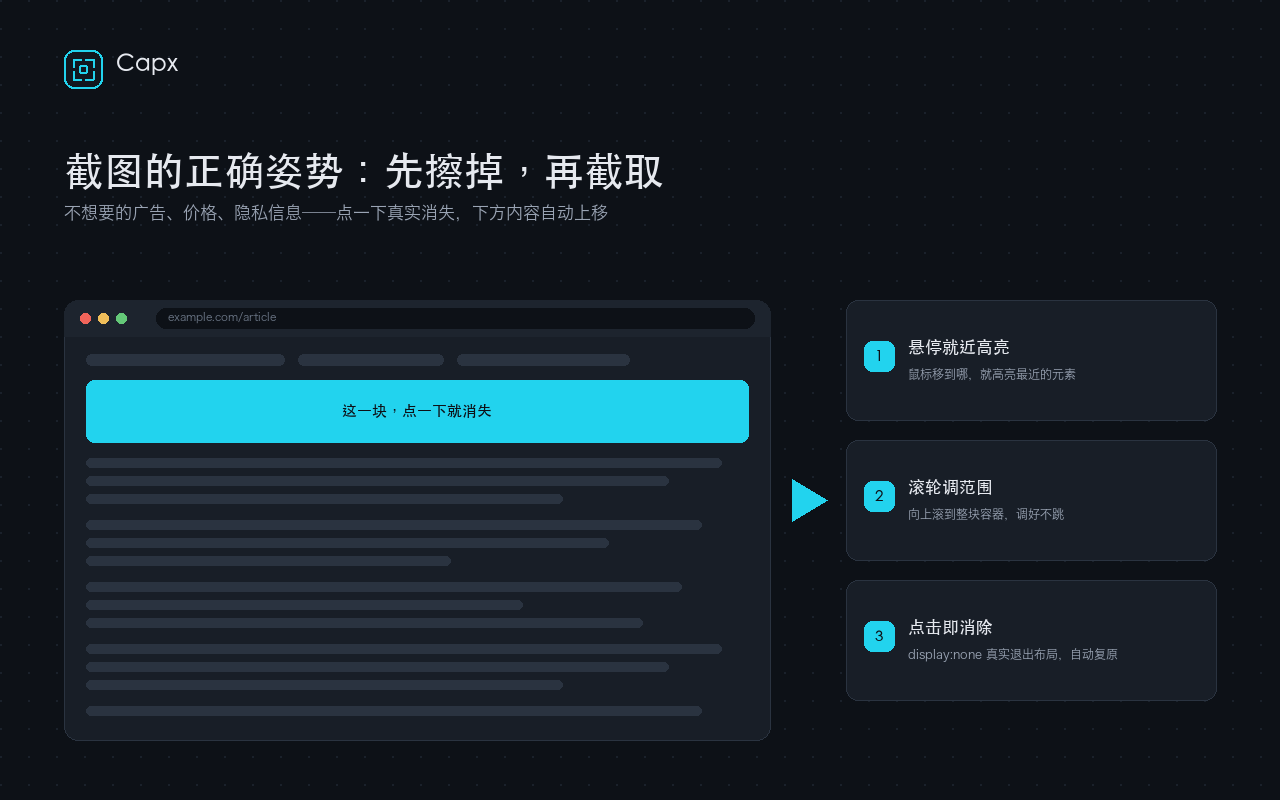 Capx
截图的正确姿势：先擦掉，再截取
不想要的广告、价格、隐私信息——点一下真实消失，下方内容自动上移
example.com/article
这一块，点一下就消失
1
悬停就近高亮
鼠标移到哪，就高亮最近的元素
2
滚轮调范围
向上滚到整块容器，调好不跳
3
点击即消除
display:none 真实退出布局，自动复原